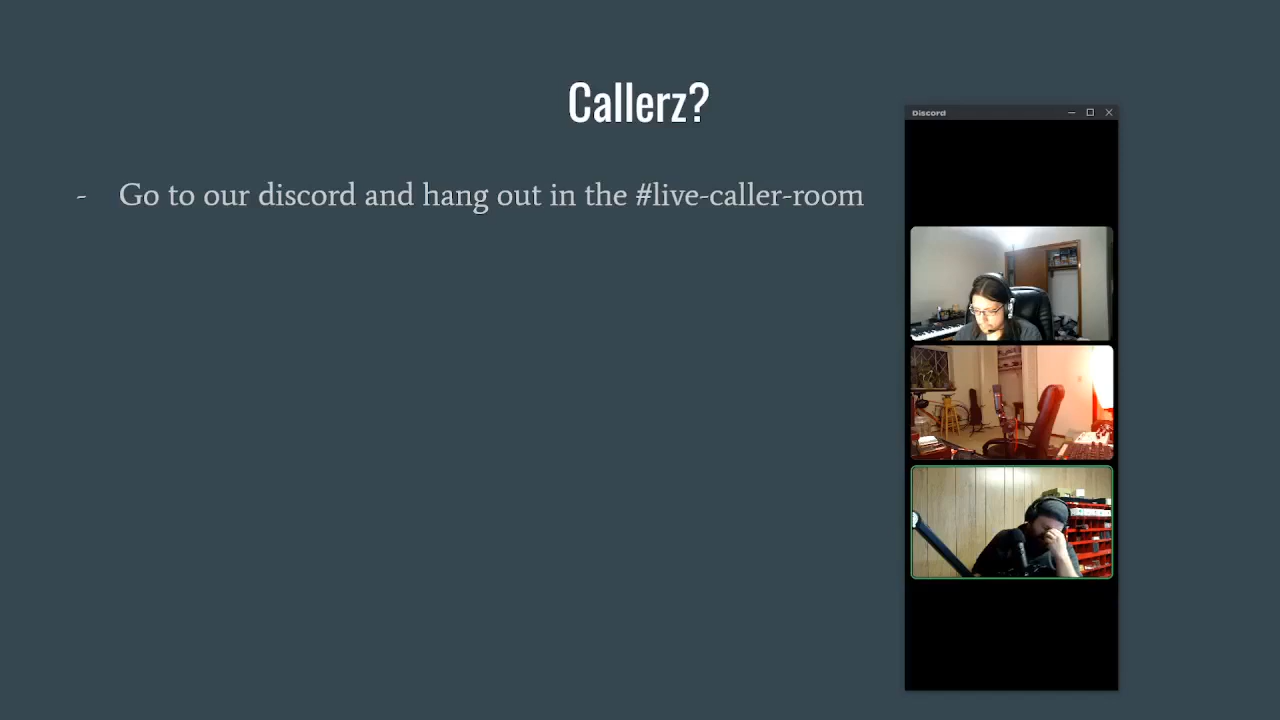 Callerz?
- Go to our discord and hang out in the #live-caller-room
Discord